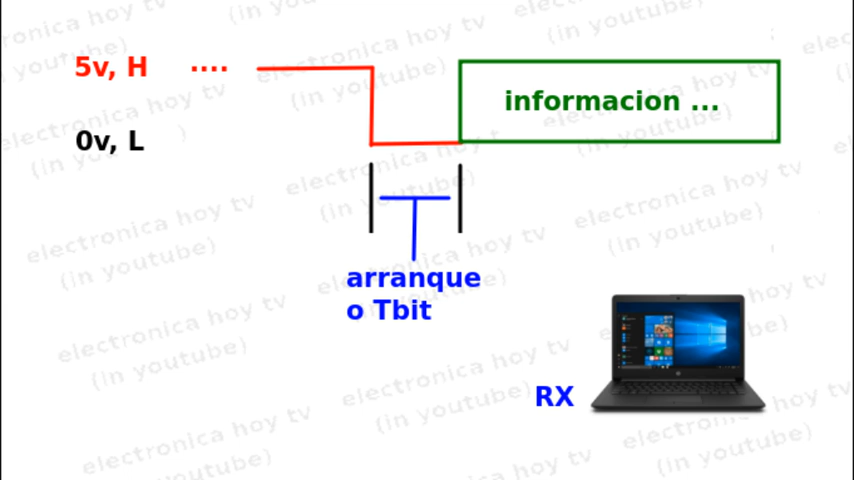 5v, H ....
informacion ...
0v, L
arranque
o Tbit
RX
electronica hoy tv
(in youtube)